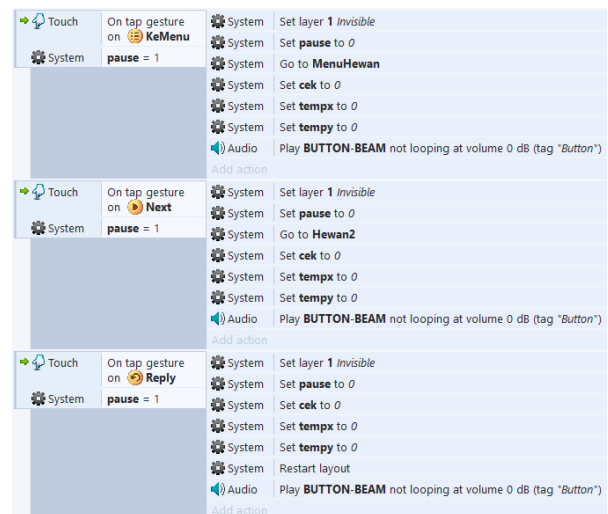 Touch On tap gesture on KeMenu System Set layer 1 Invisible
System Set pause to 0
System pause = 1 System Go to MenuHewan
System Set cek to 0
System Set tempx to 0
System Set tempy to 0
Audio Play BUTTON-BEAM not looping at volume 0 dB (tag "Button")
Add action
Touch On tap gesture on Next System Set layer 1 Invisible
System Set pause to 0
System pause = 1 System Go to Hewan2
System Set cek to 0
System Set tempx to 0
System Set tempy to 0
Audio Play BUTTON-BEAM not looping at volume 0 dB (tag "Button")
Add action
Touch On tap gesture on Reply System Set layer 1 Invisible
System Set pause to 0
System pause = 1 System Set cek to 0
System Set tempx to 0
System Set tempy to 0
System Restart layout
Audio Play BUTTON-BEAM not looping at volume 0 dB (tag "Button")
Add action